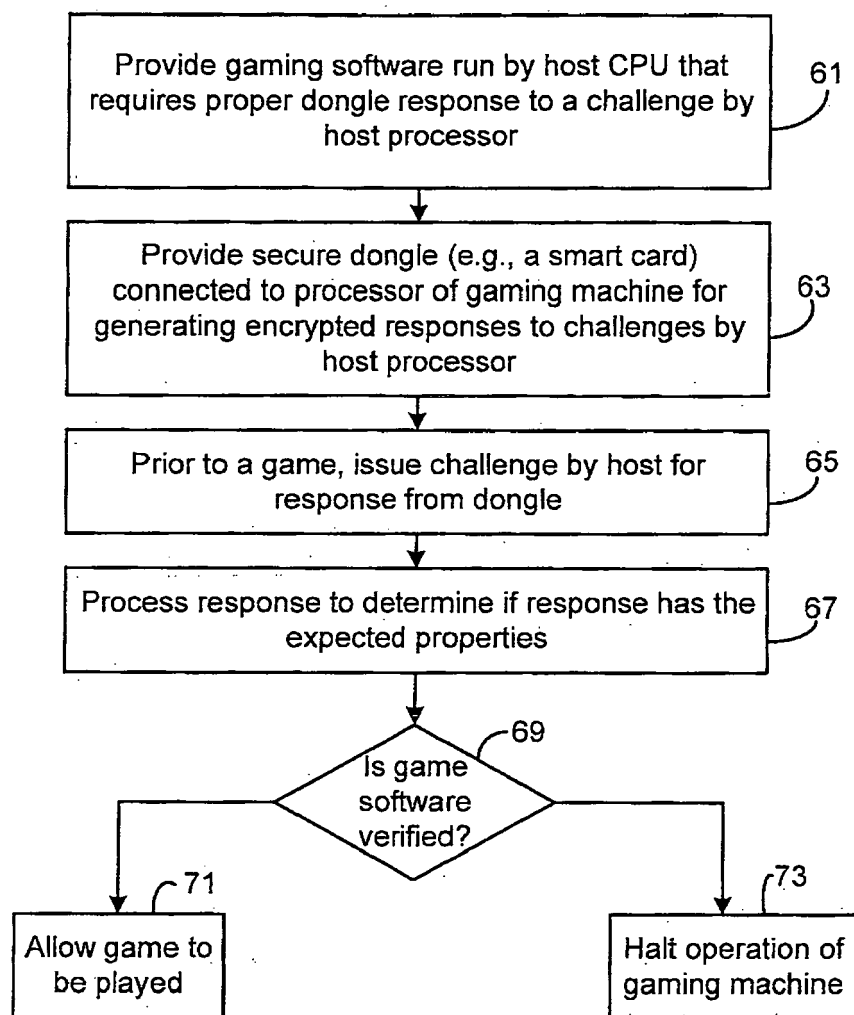 Provide gaming software run by host CPU that
requires proper dongle response to a challenge by
host processor
61
Provide secure dongle (e.g., a smart card)
connected to processor of gaming machine for
generating encrypted responses to challenges by
host processor
63
Prior to a game, issue challenge by host for
response from dongle
65
Process response to determine if response has the
expected properties
67
69
Is game
software
verified?
71
Allow game to
be played
73
Halt operation of
gaming machine